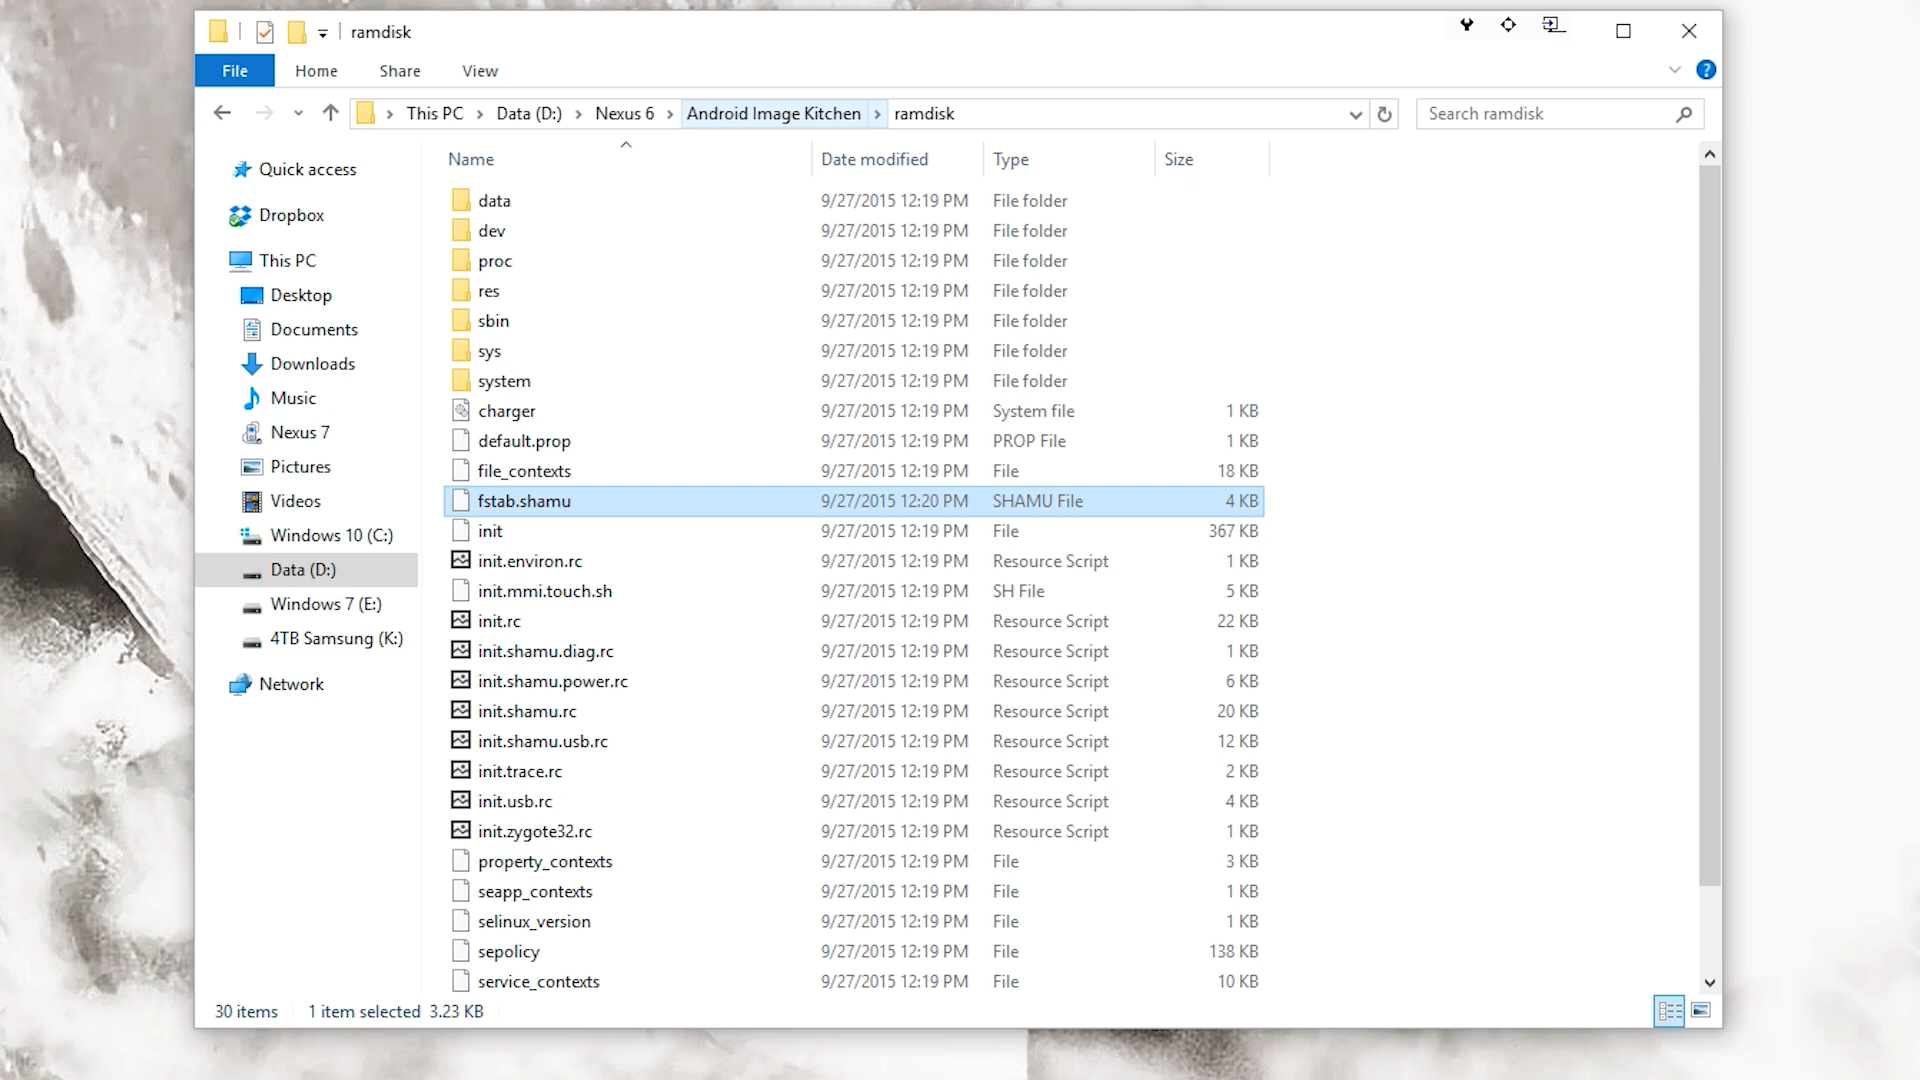 ramdisk
File Home Share View
This PC Data (D:) Nexus 6 Android Image Kitchen ramdisk Search ramdisk
Quick access
Dropbox
This PC
Desktop
Documents
Downloads
Music
Nexus 7
Pictures
Videos
Windows 10 (C:)
Data (D:)
Windows 7 (E:)
4TB Samsung (K:)
Network
Name Date modified Type Size
data 9/27/2015 12:19 PM File folder
dev 9/27/2015 12:19 PM File folder
proc 9/27/2015 12:19 PM File folder
res 9/27/2015 12:19 PM File folder
sbin 9/27/2015 12:19 PM File folder
sys 9/27/2015 12:19 PM File folder
system 9/27/2015 12:19 PM File folder
charger 9/27/2015 12:19 PM System file 1 KB
default.prop 9/27/2015 12:19 PM PROP File 1 KB
file_contexts 9/27/2015 12:19 PM File 18 KB
fstab.shamu 9/27/2015 12:20 PM SHAMU File 4 KB
init 9/27/2015 12:19 PM File 367 KB
init.environ.rc 9/27/2015 12:19 PM Resource Script 1 KB
init.mmi.touch.sh 9/27/2015 12:19 PM SH File 5 KB
init.rc 9/27/2015 12:19 PM Resource Script 22 KB
init.shamu.diag.rc 9/27/2015 12:19 PM Resource Script 1 KB
init.shamu.power.rc 9/27/2015 12:19 PM Resource Script 6 KB
init.shamu.rc 9/27/2015 12:19 PM Resource Script 20 KB
init.shamu.usb.rc 9/27/2015 12:19 PM Resource Script 12 KB
init.trace.rc 9/27/2015 12:19 PM Resource Script 2 KB
init.usb.rc 9/27/2015 12:19 PM Resource Script 4 KB
init.zygote32.rc 9/27/2015 12:19 PM Resource Script 1 KB
property_contexts 9/27/2015 12:19 PM File 3 KB
seapp_contexts 9/27/2015 12:19 PM File 1 KB
selinux_version 9/27/2015 12:19 PM File 1 KB
sepolicy 9/27/2015 12:19 PM File 138 KB
service_contexts 9/27/2015 12:19 PM File 10 KB
30 items 1 item selected 3.23 KB